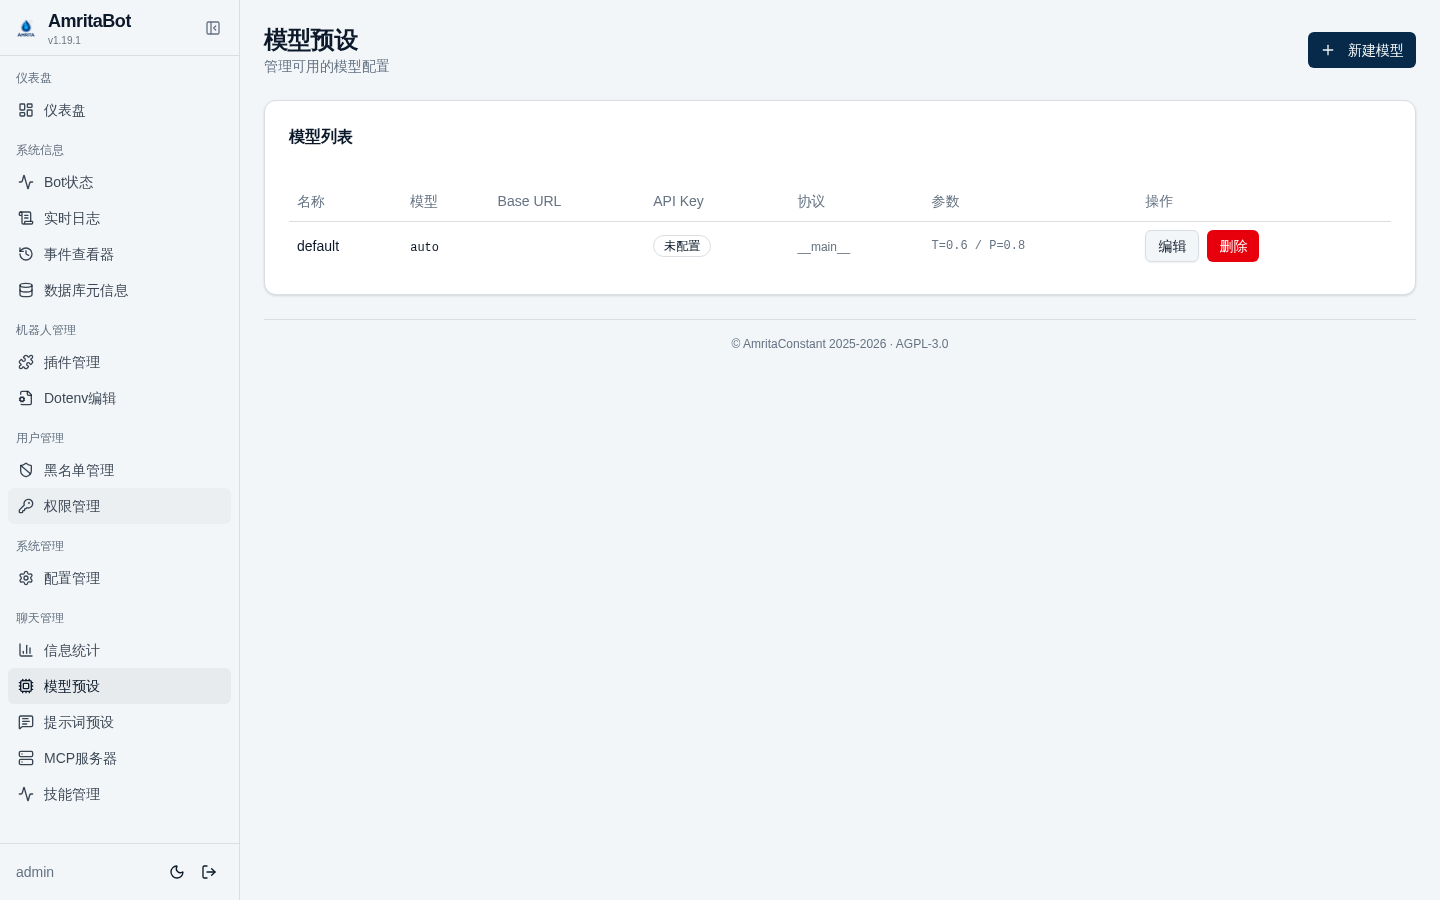 AmritaBot
v1.19.1
AMRITA
仪表盘
仪表盘
系统信息
Bot状态
实时日志
事件查看器
数据库元信息
机器人管理
插件管理
Dotenv编辑
用户管理
黑名单管理
权限管理
系统管理
配置管理
聊天管理
信息统计
模型预设
提示词预设
MCP服务器
技能管理
admin
模型预设
管理可用的模型配置
新建模型
模型列表
名称 模型 Base URL API Key 协议 参数 操作
default auto 未配置 __main__ T=0.6 / P=0.8 编辑 删除
© AmritaConstant 2025-2026 · AGPL-3.0